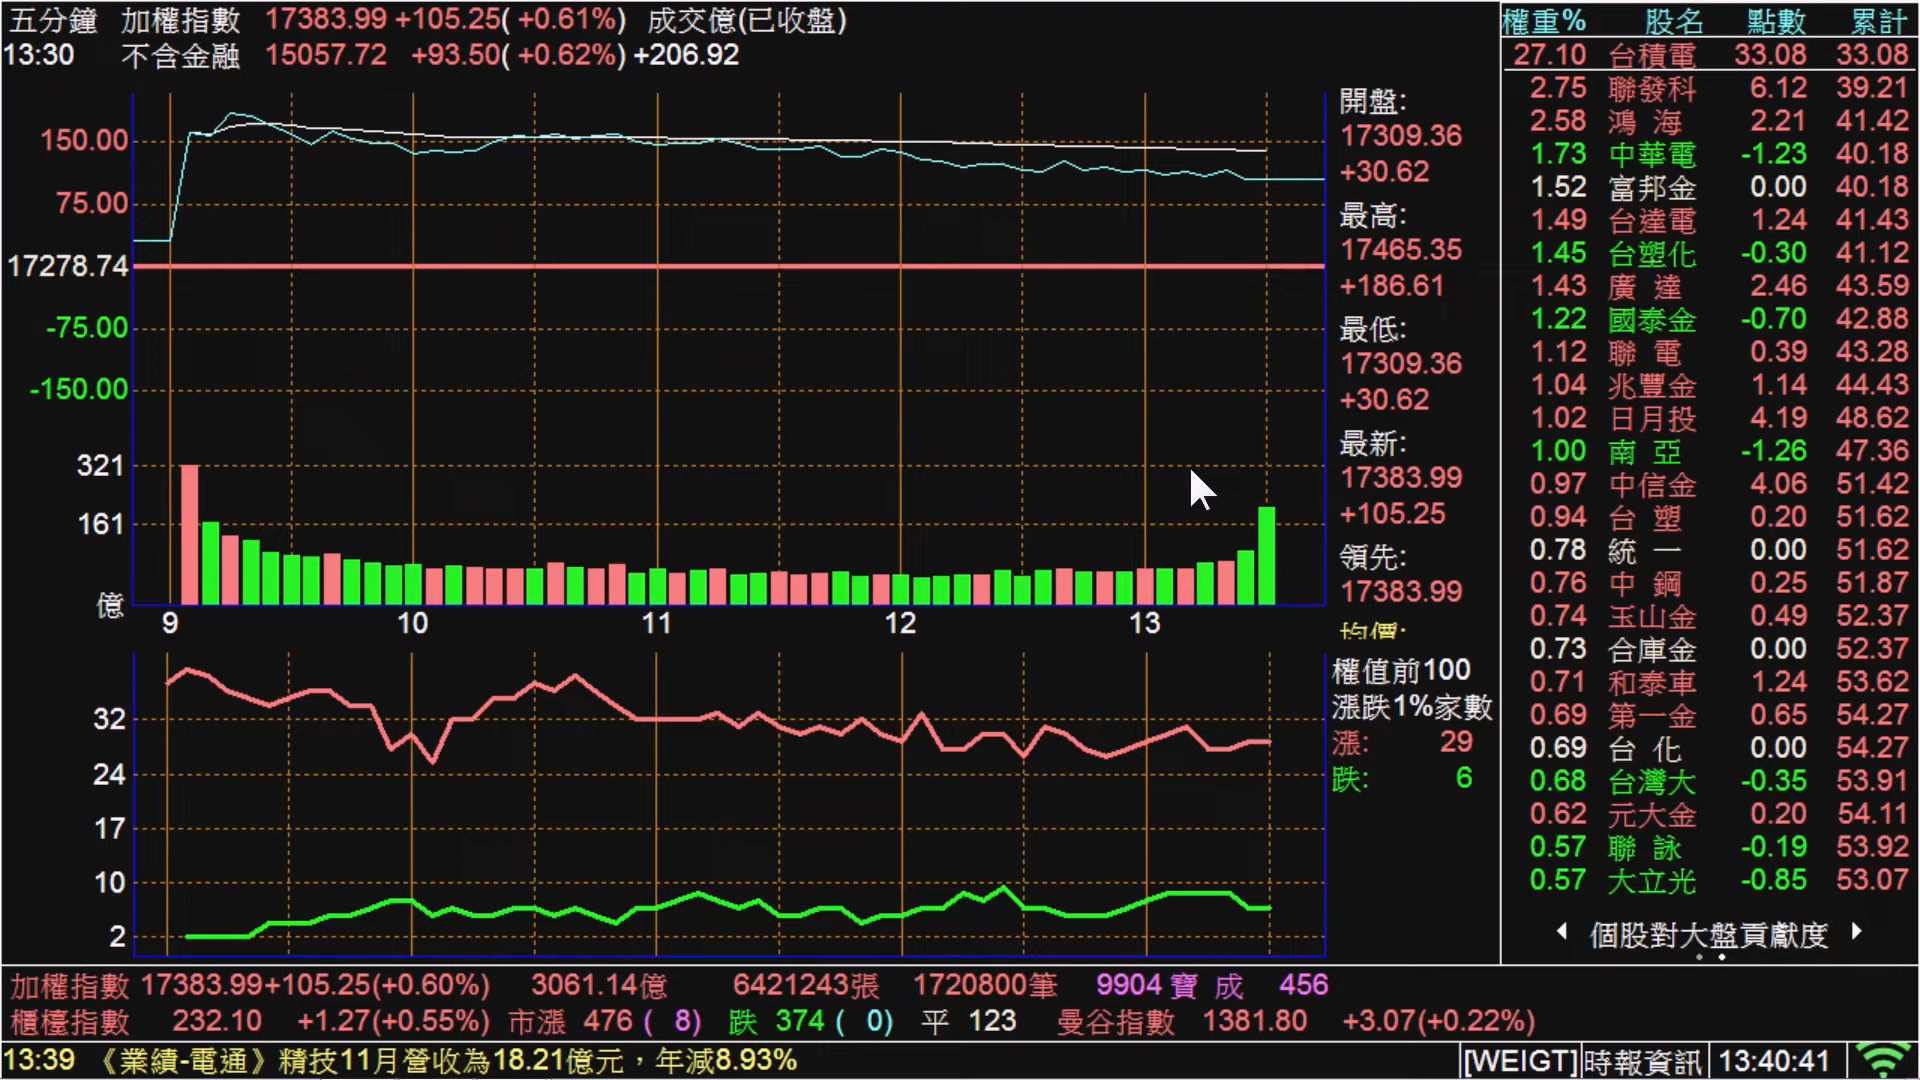 五分鐘 加權指數 17383.99 +105.25( +0.61%) 成交億(已收盤)
13:30 不含金融 15057.72 +93.50( +0.62%) +206.92
150.00
75.00
17278.74
-75.00
-150.00
321
161
億
9 10 11 12 13
開盤:
17309.36
+30.62
最高:
17465.35
+186.61
最低:
17309.36
+30.62
最新:
17383.99
+105.25
領先:
17383.99
均價:
32
24
17
10
2
權值前100
漲跌1%家數
漲: 29
跌: 6
權重% 股名 點數 累計
27.10 台積電 33.08 33.08
2.75 聯發科 6.12 39.21
2.58 鴻 海 2.21 41.42
1.73 中華電 -1.23 40.18
1.52 富邦金 0.00 40.18
1.49 台達電 1.24 41.43
1.45 台塑化 -0.30 41.12
1.43 廣 達 2.46 43.59
1.22 國泰金 -0.70 42.88
1.12 聯 電 0.39 43.28
1.04 兆豐金 1.14 44.43
1.02 日月投 4.19 48.62
1.00 南 亞 -1.26 47.36
0.97 中信金 4.06 51.42
0.94 台 塑 0.20 51.62
0.78 統 一 0.00 51.62
0.76 中 鋼 0.25 51.87
0.74 玉山金 0.49 52.37
0.73 合庫金 0.00 52.37
0.71 和泰車 1.24 53.62
0.69 第一金 0.65 54.27
0.69 台 化 0.00 54.27
0.68 台灣大 -0.35 53.91
0.62 元大金 0.20 54.11
0.57 聯 詠 -0.19 53.92
0.57 大立光 -0.85 53.07
個股對大盤貢獻度
加權指數 17383.99+105.25(+0.60%) 3061.14億 6421243張 1720800筆 9904 寶 成 456
櫃檯指數 232.10 +1.27(+0.55%) 市漲 476 ( 8) 跌 374 ( 0) 平 123 曼谷指數 1381.80 +3.07(+0.22%)
13:39 《業績-電通》精技11月營收為18.21億元，年減8.93% [WEIGT] 時報資訊 13:40:41